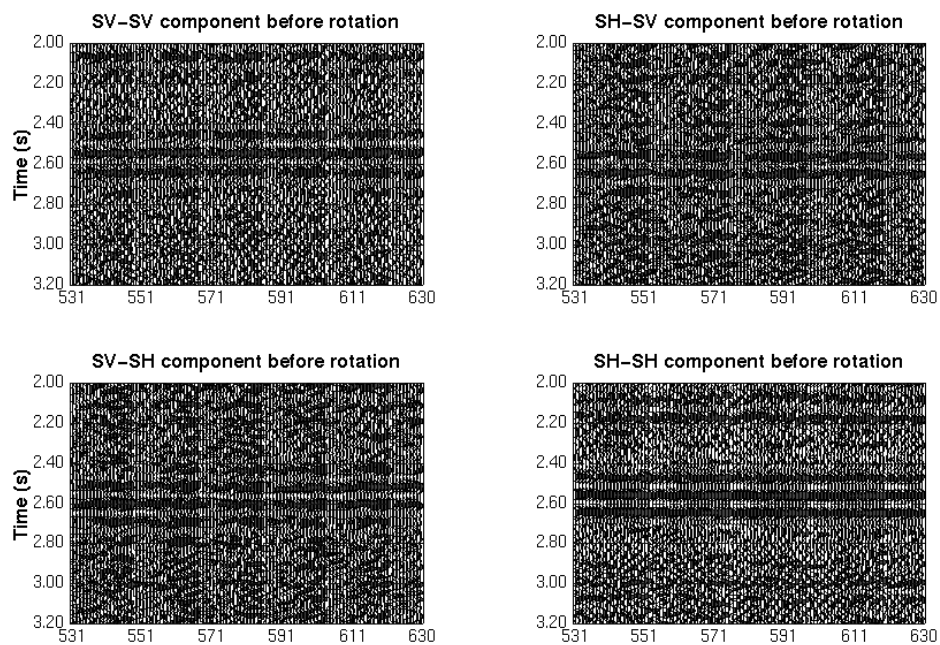 SV-SV component before rotation
SH-SV component before rotation
2.00
2.20
2.40
2.60
2.80
3.00
3.20
Time (s)
531 551 571 591 611 630
2.00
2.20
2.40
2.60
2.80
3.00
3.20
531 551 571 591 611 630
SV-SH component before rotation
SH-SH component before rotation
2.00
2.20
2.40
2.60
2.80
3.00
3.20
Time (s)
531 551 571 591 611 630
2.00
2.20
2.40
2.60
2.80
3.00
3.20
531 551 571 591 611 630